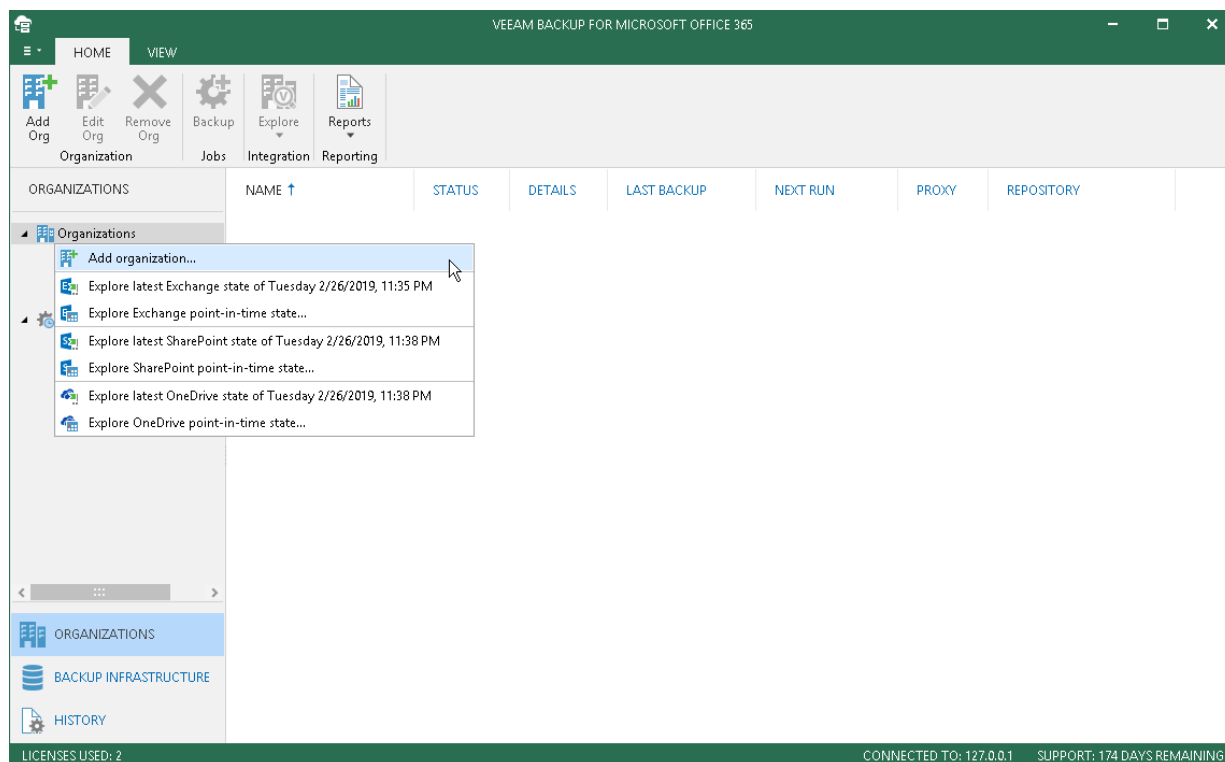 VEEAM BACKUP FOR MICROSOFT OFFICE 365
HOME VIEW
Add Org
Edit Org
Remove Org
Backup
Explore
Reports
Organization Jobs Integration Reporting
ORGANIZATIONS
NAME STATUS DETAILS LAST BACKUP NEXT RUN PROXY REPOSITORY
Organizations
Add organization...
Explore latest Exchange state of Tuesday 2/26/2019, 11:35 PM
Explore Exchange point-in-time state...
Explore latest SharePoint state of Tuesday 2/26/2019, 11:38 PM
Explore SharePoint point-in-time state...
Explore latest OneDrive state of Tuesday 2/26/2019, 11:38 PM
Explore OneDrive point-in-time state...
ORGANIZATIONS
BACKUP INFRASTRUCTURE
HISTORY
LICENSES USED: 2 CONNECTED TO: 127.0.0.1 SUPPORT: 174 DAYS REMAINING